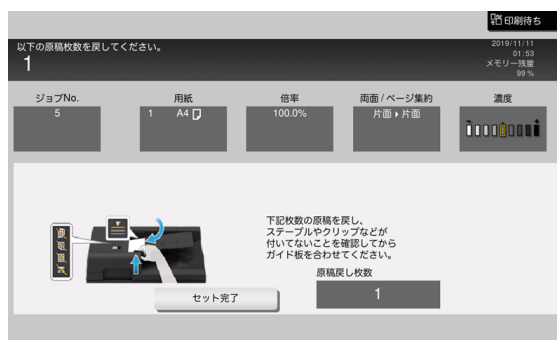 印刷待ち
以下の原稿枚数を戻してください。
1
2019/11/11
01:53
メモリー残量
99 %
ジョブNo.
5
用紙
1 A4
倍率
100.0%
両面 / ページ集約
片面 ▸ 片面
濃度
下記枚数の原稿を戻し、
ステープルやクリップなどが
付いてないことを確認してから
ガイド板を合わせてください。
原稿戻し枚数
1
セット完了